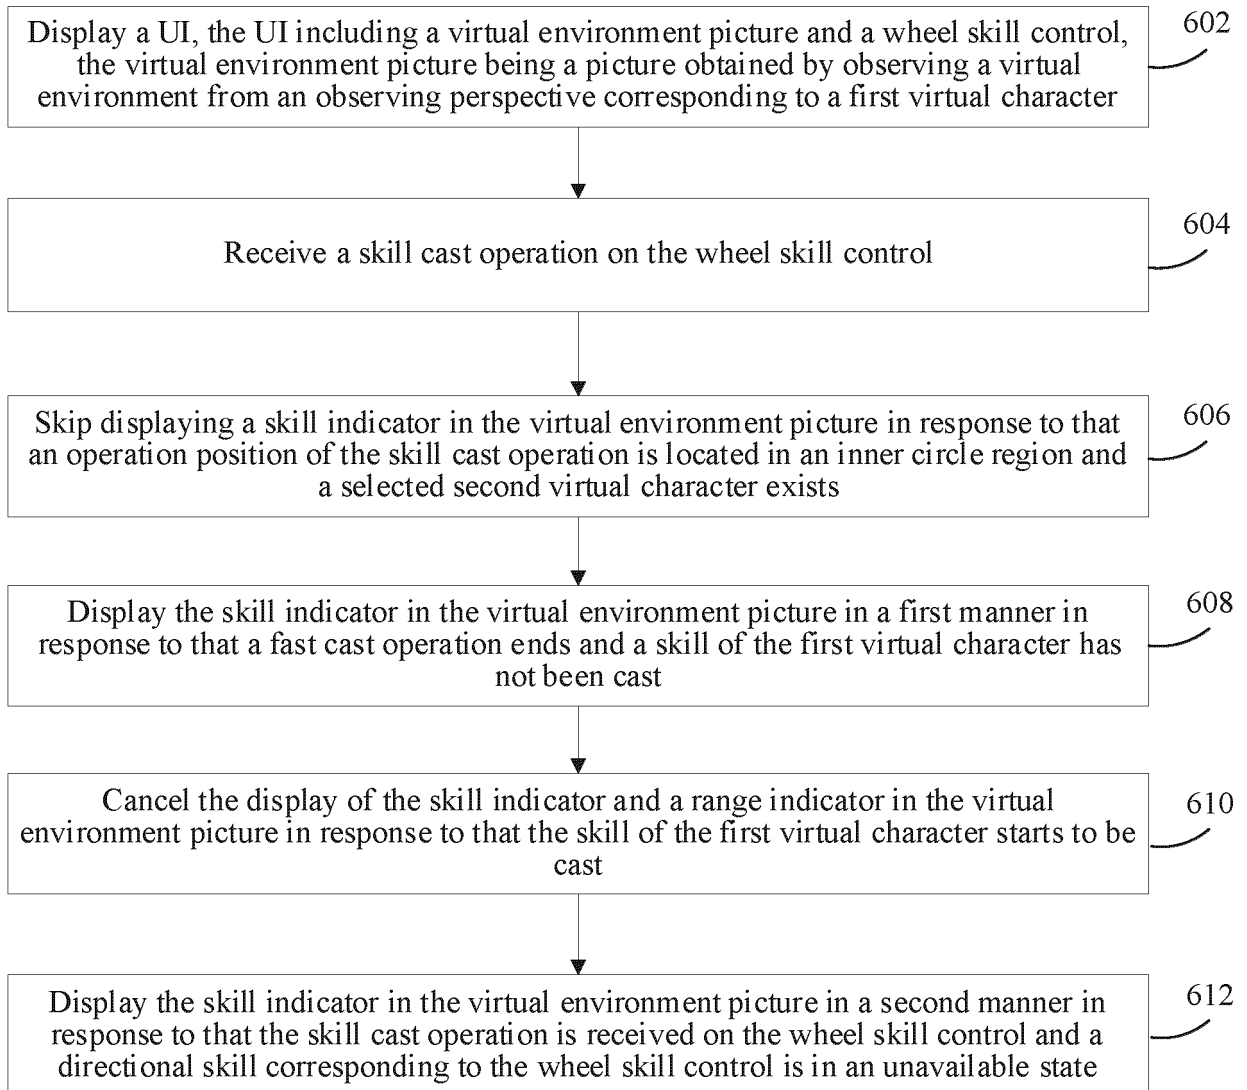 Display a UI, the UI including a virtual environment picture and a wheel skill control,
the virtual environment picture being a picture obtained by observing a virtual
environment from an observing perspective corresponding to a first virtual character
602
Receive a skill cast operation on the wheel skill control
604
Skip displaying a skill indicator in the virtual environment picture in response to that
an operation position of the skill cast operation is located in an inner circle region and
a selected second virtual character exists
606
Display the skill indicator in the virtual environment picture in a first manner in
response to that a fast cast operation ends and a skill of the first virtual character has
not been cast
608
Cancel the display of the skill indicator and a range indicator in the virtual
environment picture in response to that the skill of the first virtual character starts to be
cast
610
Display the skill indicator in the virtual environment picture in a second manner in
response to that the skill cast operation is received on the wheel skill control and a
directional skill corresponding to the wheel skill control is in an unavailable state
612